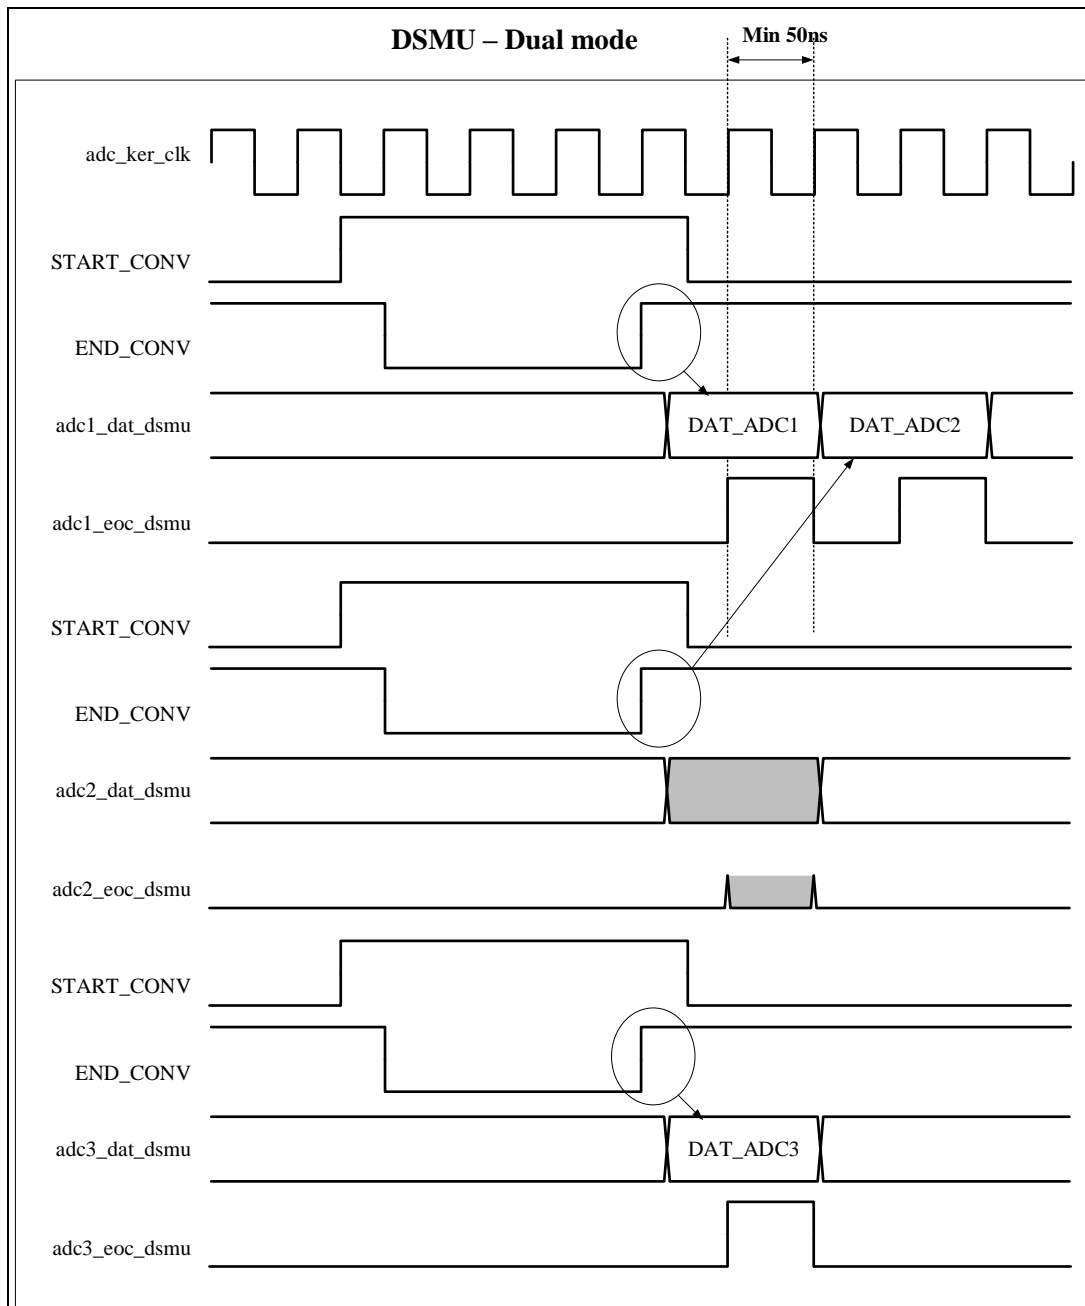 DSMU – Dual mode
Min 50ns
adc_ker_clk
START_CONV
END_CONV
adc1_dat_dsmu
DAT_ADC1
DAT_ADC2
adc1_eoc_dsmu
START_CONV
END_CONV
adc2_dat_dsmu
adc2_eoc_dsmu
START_CONV
END_CONV
adc3_dat_dsmu
DAT_ADC3
adc3_eoc_dsmu